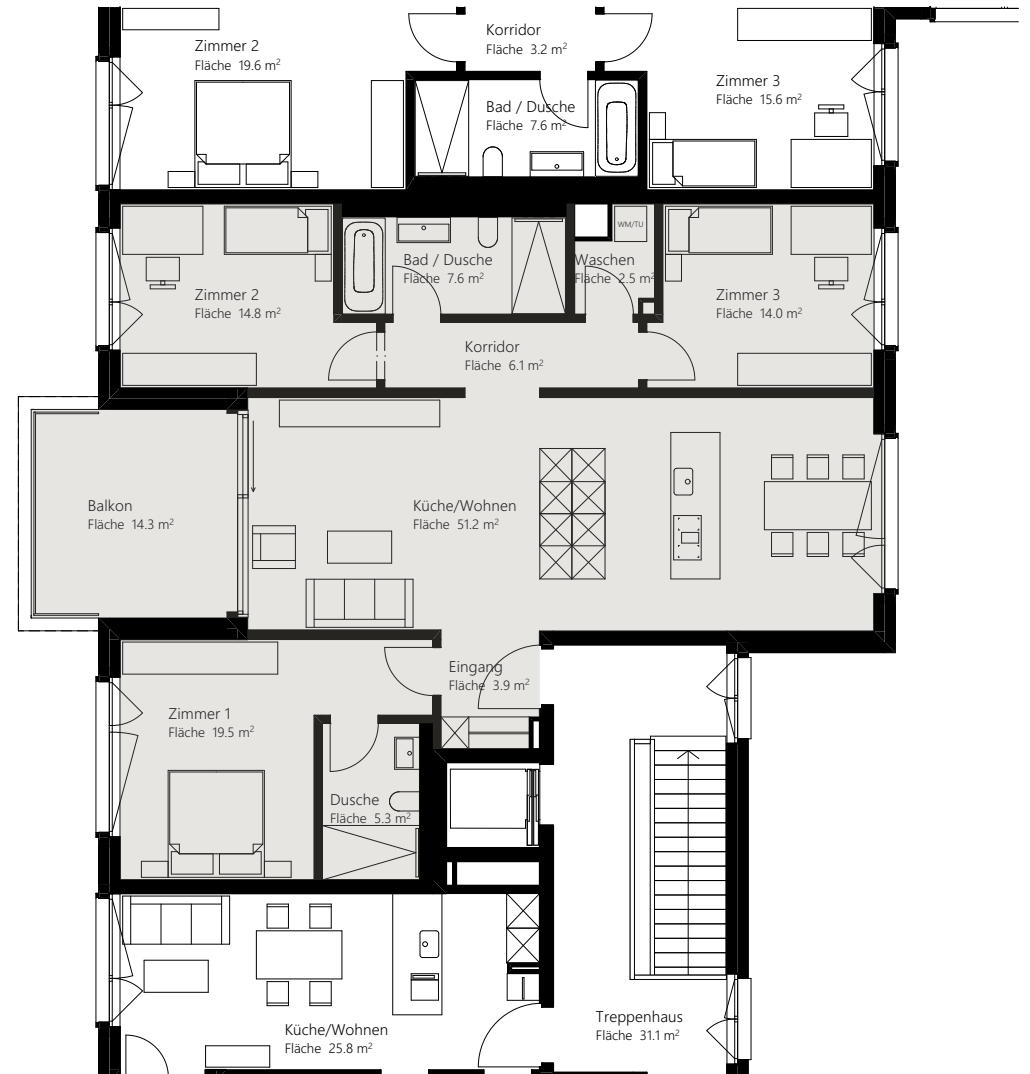 Korridor
Fläche 3.2 m²
Zimmer 2
Fläche 19.6 m²
Zimmer 3
Fläche 15.6 m²
Bad / Dusche
Fläche 7.6 m²
WM/TU
Bad / Dusche
Fläche 7.6 m²
Waschen
Fläche 2.5 m²
Zimmer 2
Fläche 14.8 m²
Zimmer 3
Fläche 14.0 m²
Korridor
Fläche 6.1 m²
Balkon
Fläche 14.3 m²
Küche/Wohnen
Fläche 51.2 m²
Eingang
Fläche 3.9 m²
Zimmer 1
Fläche 19.5 m²
Dusche
Fläche 5.3 m²
Treppenhaus
Fläche 31.1 m²
Küche/Wohnen
Fläche 25.8 m²